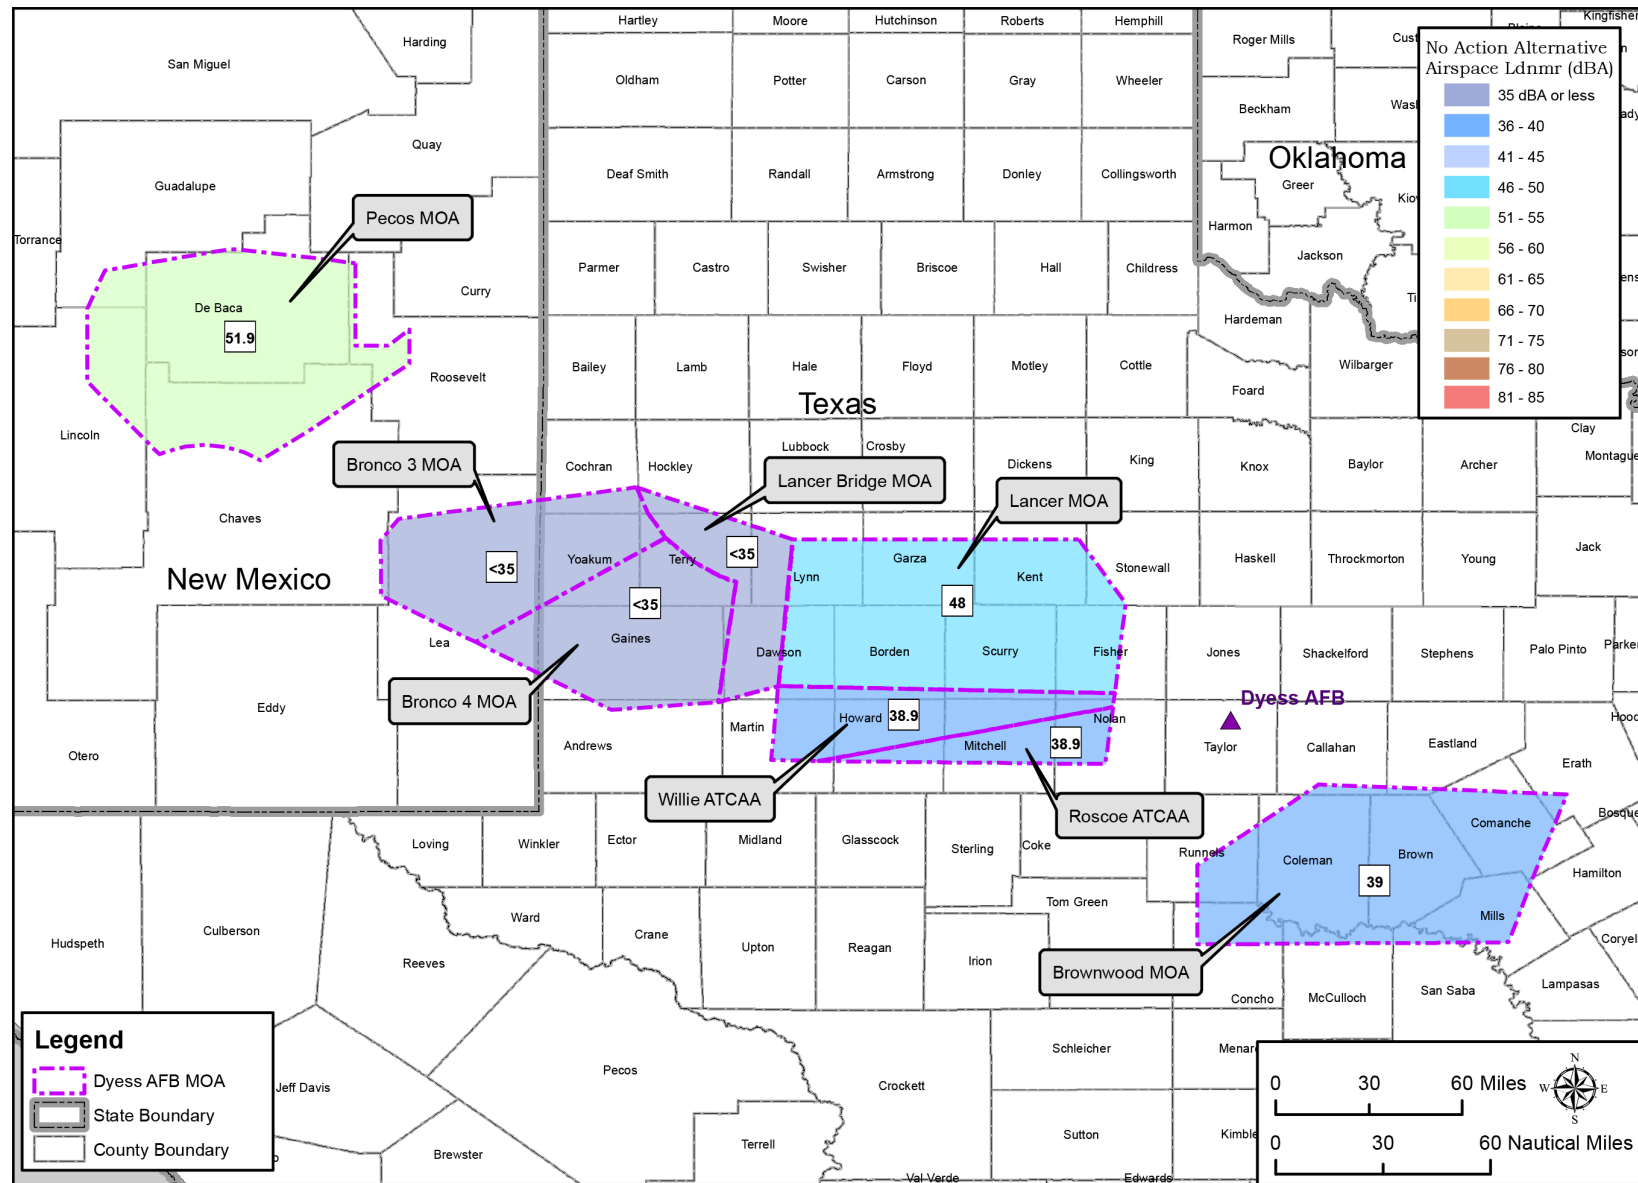 Hartley
Moore
Hutchinson
Roberts
Hemphill
Kingfisher
Harding
San Miguel
Roger Mills
No Action Alternative
Airspace Ldnmr (dBA)
35 dBA or less
36 - 40
41 - 45
46 - 50
51 - 55
56 - 60
61 - 65
66 - 70
71 - 75
76 - 80
81 - 85
Oldham
Potter
Carson
Gray
Wheeler
Beckham
Quay
Oklahoma
Deaf Smith
Randall
Armstrong
Donley
Collingsworth
Guadalupe
Greer
Pecos MOA
Harmon
Torrance
Jackson
Parmer
Castro
Swisher
Briscoe
Hall
Childress
Curry
De Baca
51.9
Hardeman
Bailey
Lamb
Hale
Floyd
Motley
Cottle
Wilbarger
Roosevelt
Foard
Texas
Lincoln
Clay
Lubbock
Crosby
Montague
Bronco 3 MOA
Cochran
Hockley
Dickens
King
Knox
Baylor
Archer
Lancer Bridge MOA
Lancer MOA
Chaves
Jack
<35
Yoakum
Terry
<35
Garza
Haskell
Throckmorton
Young
New Mexico
Lynn
Kent
Stonewall
<35
48
Lea
Gaines
Dawson
Borden
Scurry
Fisher
Jones
Shackelford
Stephens
Palo Pinto
Parke
Bronco 4 MOA
Dyess AFB
Eddy
Martin
Howard
38.9
Nolan
Hood
Andrews
Mitchell
38.9
Taylor
Callahan
Eastland
Otero
Erath
Willie ATCAA
Roscoe ATCAA
Comanche
Bosque
Loving
Winkler
Ector
Midland
Glasscock
Sterling
Coke
Runnels
Coleman
Brown
39
Hamilton
Tom Green
Ward
Mills
Hudspeth
Culberson
Crane
Upton
Reagan
Coryel
Reeves
Irion
Brownwood MOA
Concho
McCulloch
San Saba
Lampasas
Legend
Dyess AFB MOA
State Boundary
County Boundary
Schleicher
Menar
Pecos
Jeff Davis
Crockett
Sutton
Kimble
Terrell
Brewster
Val Verde
Edwards
N
W
E
S
0 30 60 Miles
0 30 60 Nautical Miles